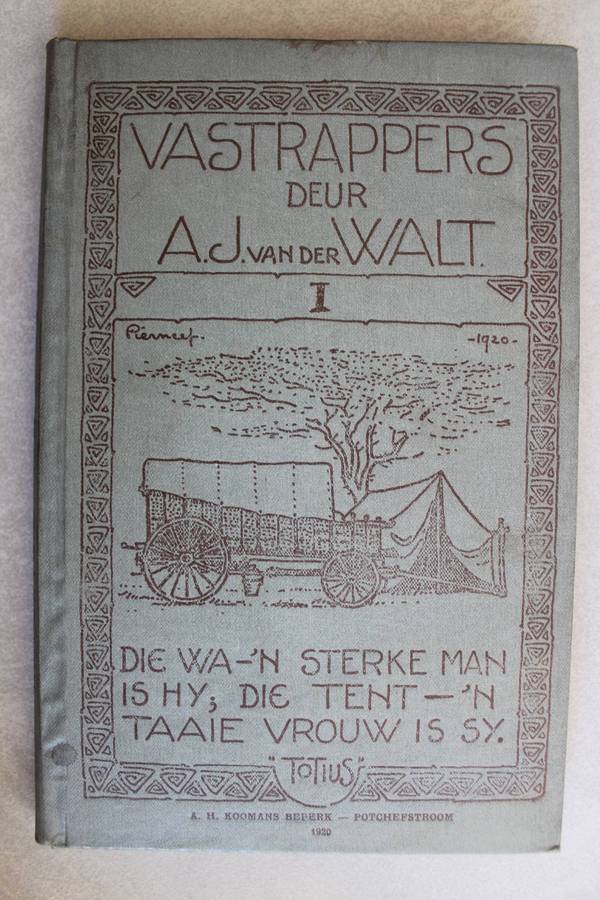 VASTRAPPERS
DEUR
A.J. VAN DER WALT.
I
Pierneef. -1920-
DIE WA-'N STERKE MAN
IS HY; DIE TENT-'N
TAAIE VROUW IS SY.
"TOTIUS"
A. H. KOOMANS BEPERK — POTCHEFSTROOM
1920